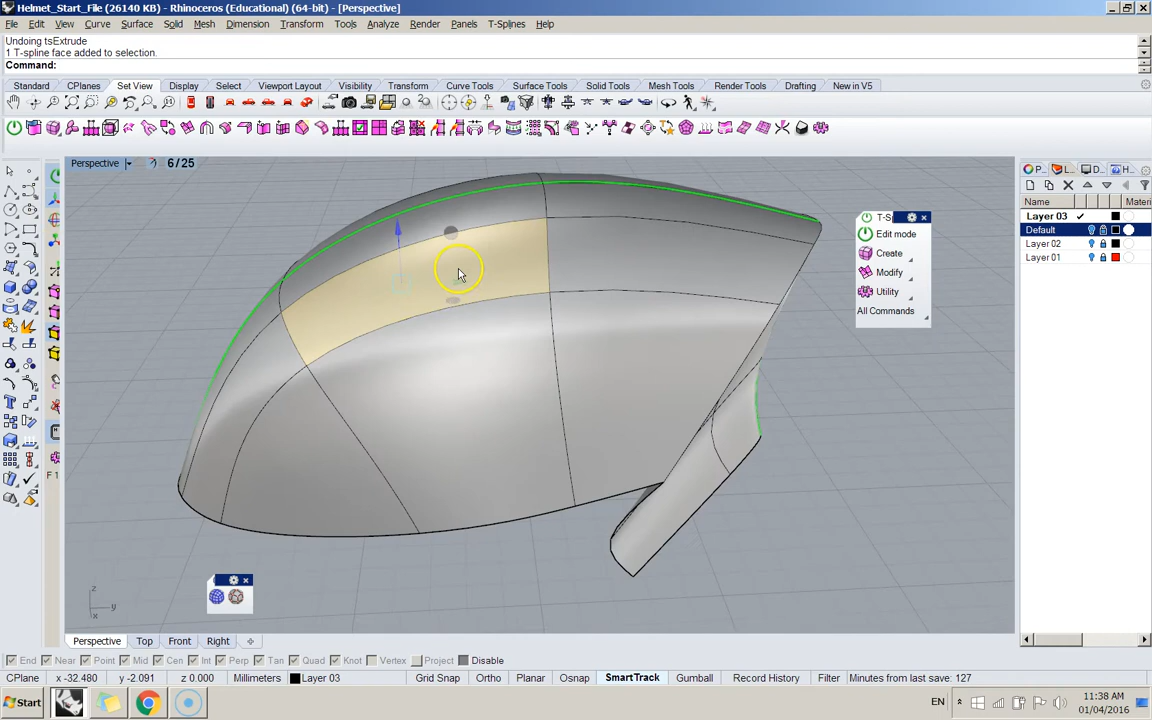 Helmet_Start_File (26140 KB) - Rhinoceros (Educational) (64-bit) - [Perspective]
File Edit View Curve Surface Solid Mesh Dimension Transform Tools Analyze Render Panels T-Splines Help
Undoing tsExtrude
1 T-spline face added to selection.
Command:
Standard CPlanes Set View Display Select Viewport Layout Visibility Transform Curve Tools Surface Tools Solid Tools Mesh Tools Render Tools Drafting New in V5
Perspective 6/25
P... L... D... H...
Name Materi
Layer 03
Default
Layer 02
Layer 01
T-S
Edit mode
Create
Modify
Utility
All Commands
F 1
z
y
x
Perspective Top Front Right
End Near Point Mid Cen Int Perp Tan Quad Knot Vertex Project Disable
CPlane x -32.480 y -2.091 z 0.000 Millimeters Layer 03 Grid Snap Ortho Planar Osnap SmartTrack Gumball Record History Filter Minutes from last save: 127
Start EN 11:38 AM
01/04/2016